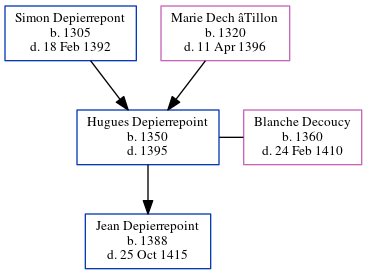 Simon Depierrepont
b. 1305
d. 18 Feb 1392
Marie Dech âTillon
b. 1320
d. 11 Apr 1396
Hugues Depierrepoint
b. 1350
d. 1395
Blanche Decoucy
b. 1360
d. 24 Feb 1410
Jean Depierrepoint
b. 1388
d. 25 Oct 1415